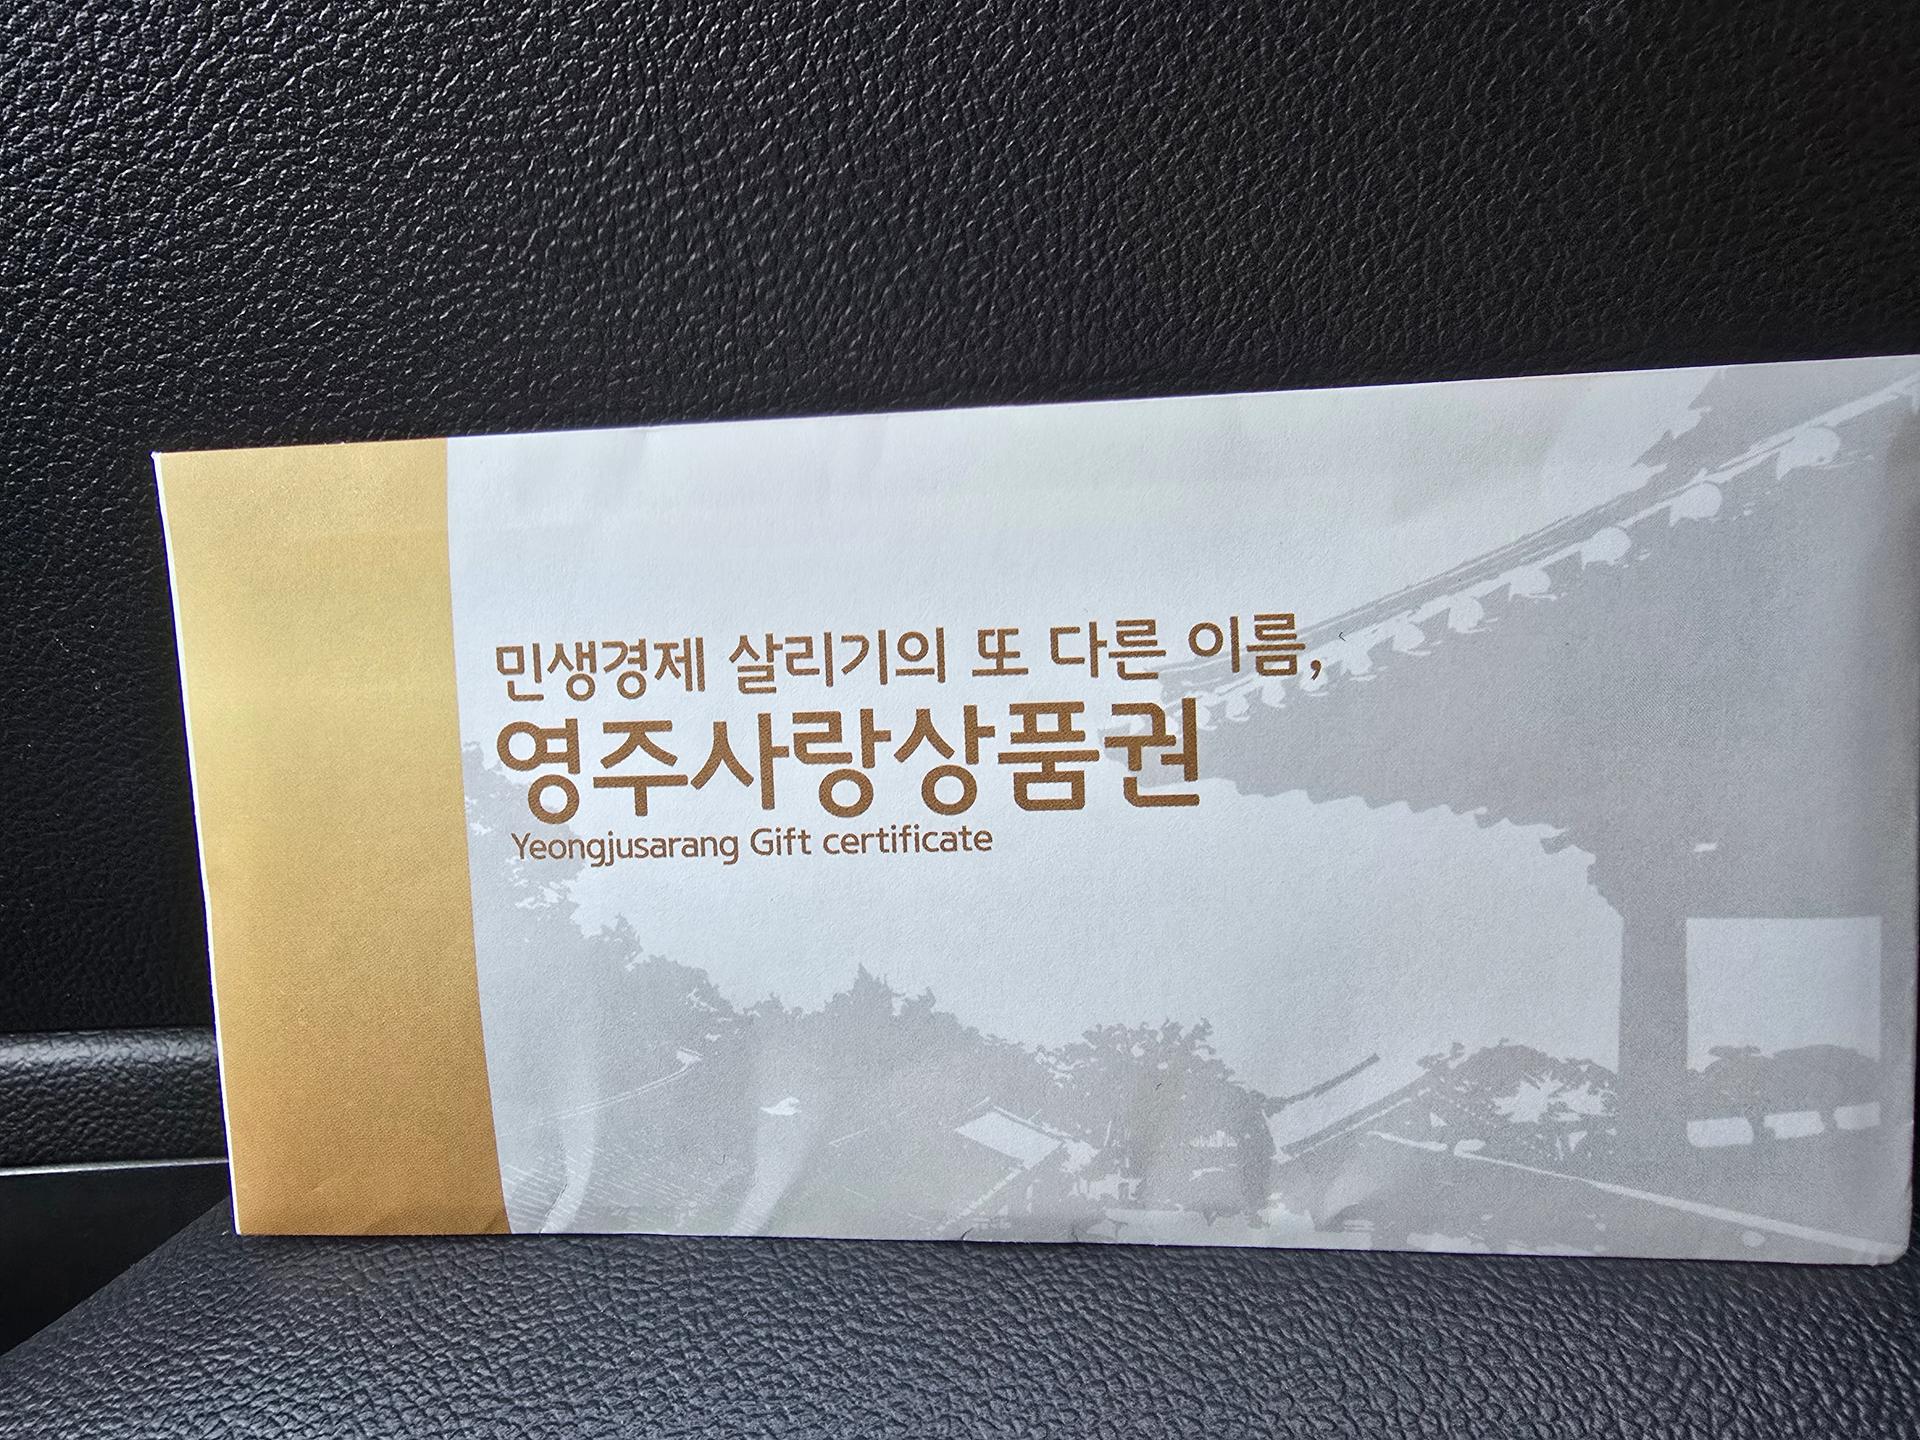 민생경제 살리기의 또 다른 이름,
영주사랑상품권
Yeongjusarang Gift certificate